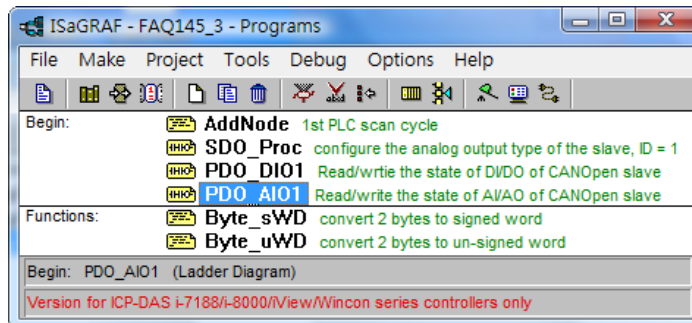 ISaGRAF - FAQ145_3 - Programs
File Make Project Tools Debug Options Help
Begin: AddNode 1st PLC scan cycle
SDO_Proc configure the analog output type of the slave, ID = 1
PDO_DIO1 Read/wrtie the state of DI/DO of CANOpen slave
PDO_AIO1 Read/write the state of AI/AO of CANOpen slave
Functions: Byte_sWD convert 2 bytes to signed word
Byte_uWD convert 2 bytes to un-signed word
Begin: PDO_AIO1 (Ladder Diagram)
Version for ICP-DAS i-7188/i-8000/iView/Wincon series controllers only